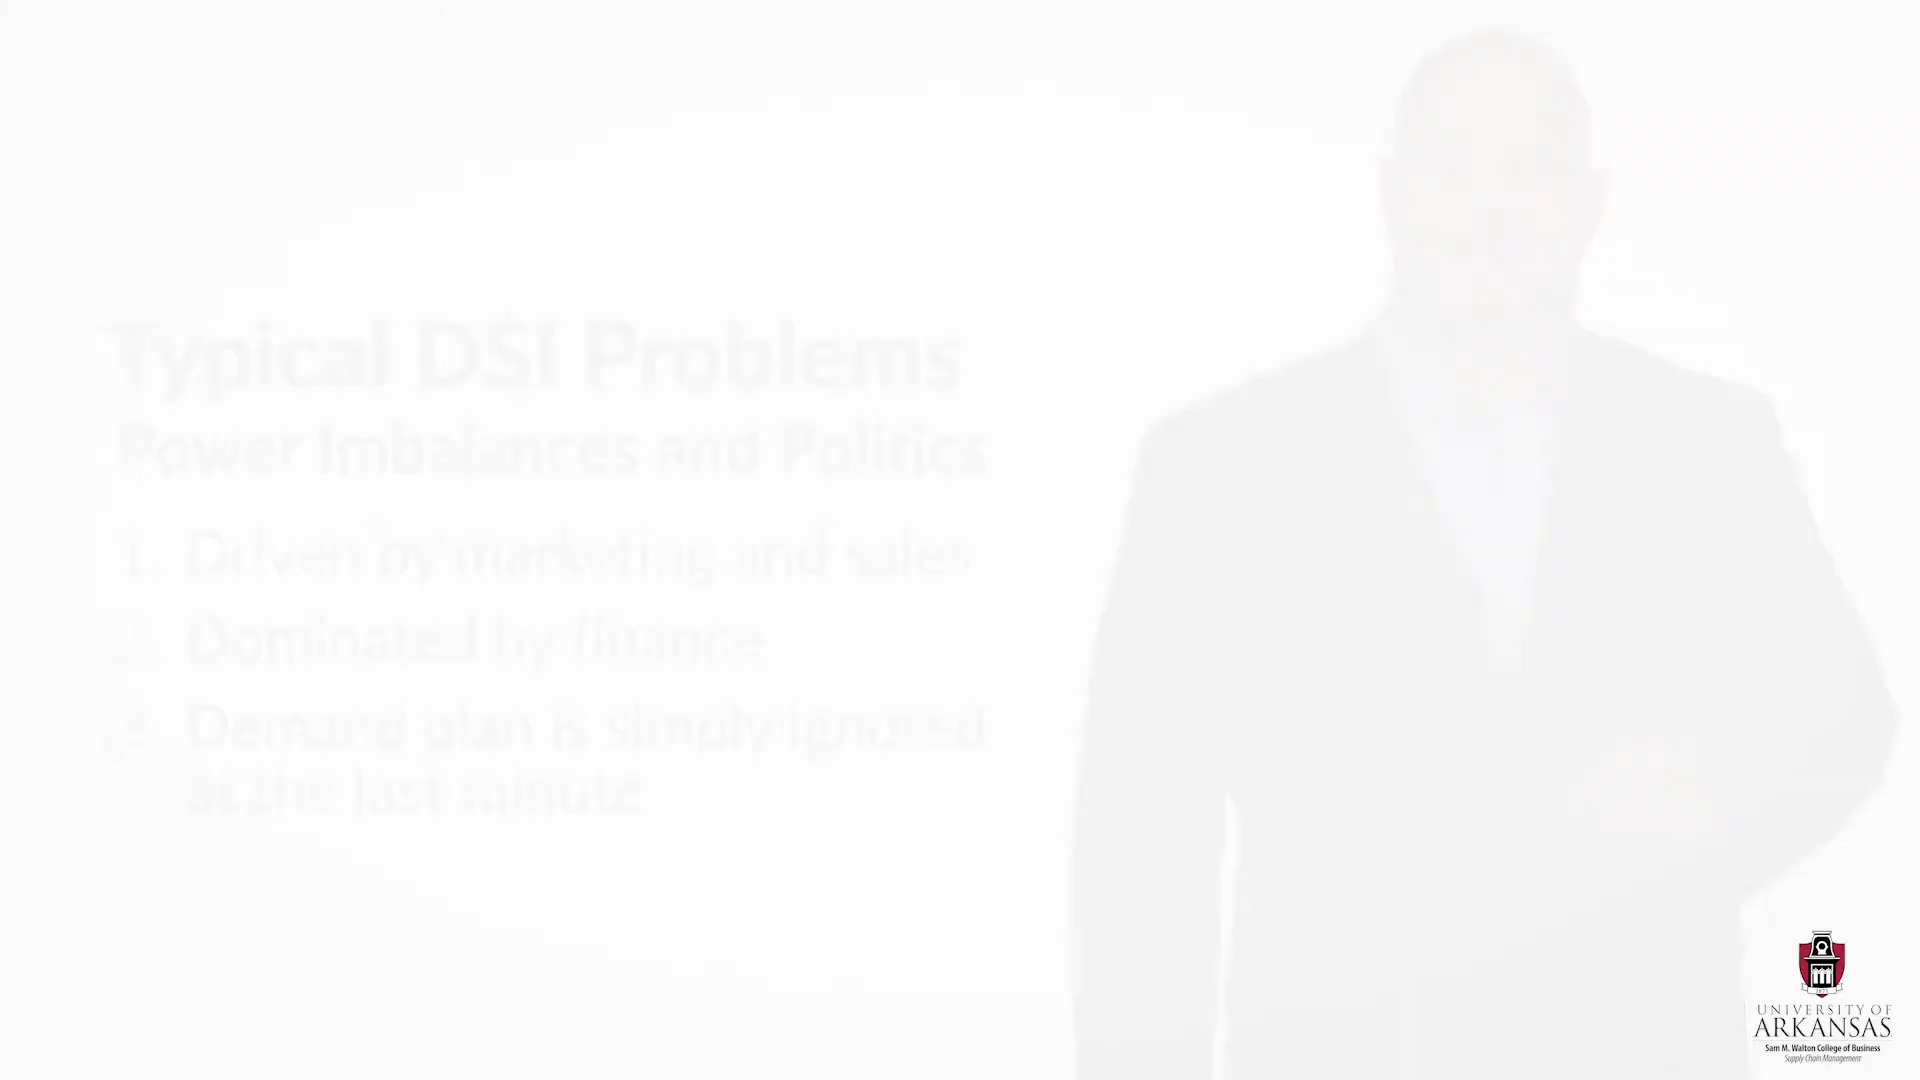 Typical DSI Problems
Power Imbalances and Politics
1. Driven by marketing and sales
2. Dominated by finance
3. Demand plan is simply ignored
at the last minute
1871
UNIVERSITY OF
ARKANSAS
Sam M. Walton College of Business
Supply Chain Management